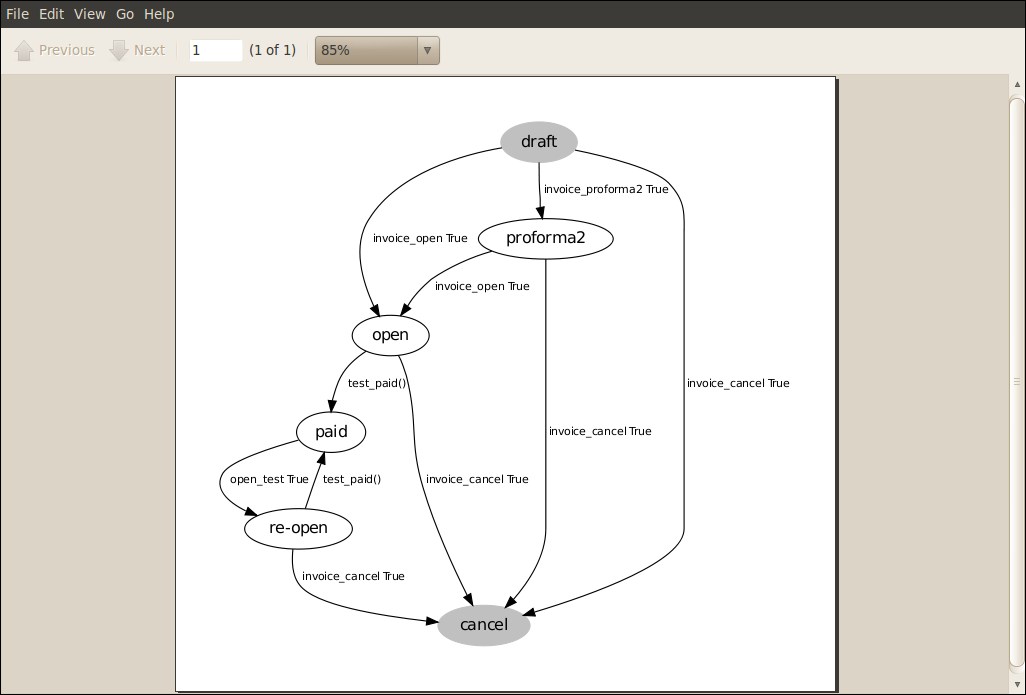 File Edit View Go Help
Previous Next 1 (1 of 1) 85%
draft
invoice_proforma2 True
invoice_open True
proforma2
invoice_open True
open
test_paid()
invoice_cancel True
paid
invoice_cancel True
open_test True
test_paid()
invoice_cancel True
re-open
invoice_cancel True
cancel